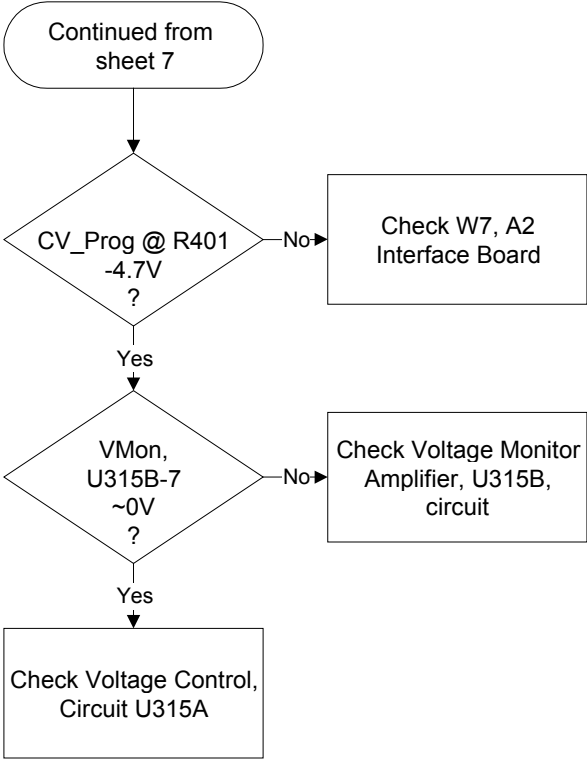 Continued from
sheet 7
CV_Prog @ R401
-4.7V
?
No
Check W7, A2
Interface Board
Yes
VMon,
U315B-7
~0V
?
No
Check Voltage Monitor
Amplifier, U315B,
circuit
Yes
Check Voltage Control,
Circuit U315A